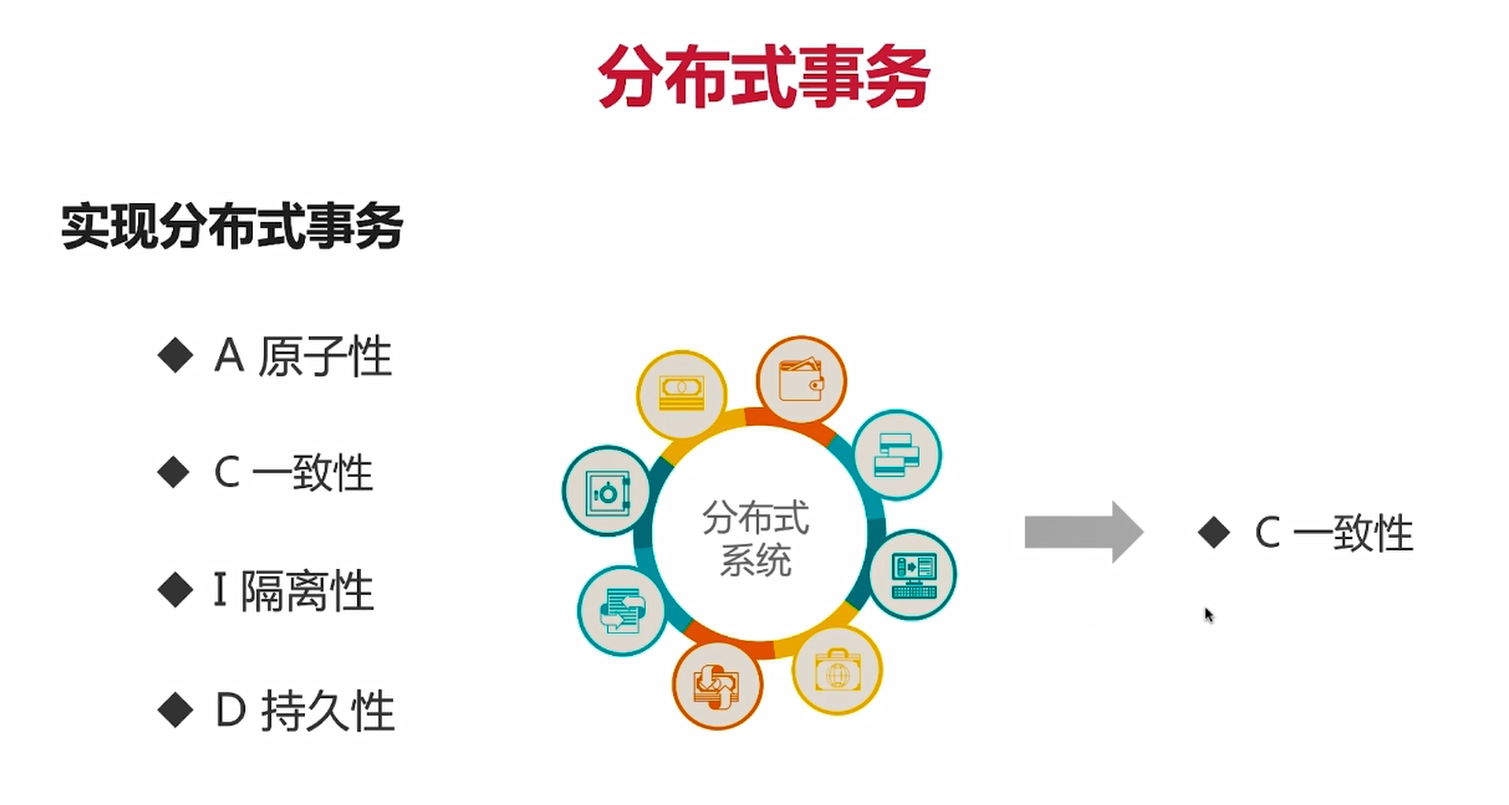 分布式事务
实现分布式事务
◆ A 原子性
◆ C 一致性
◆ I 隔离性
◆ D 持久性
分布式
系统
◆ C 一致性